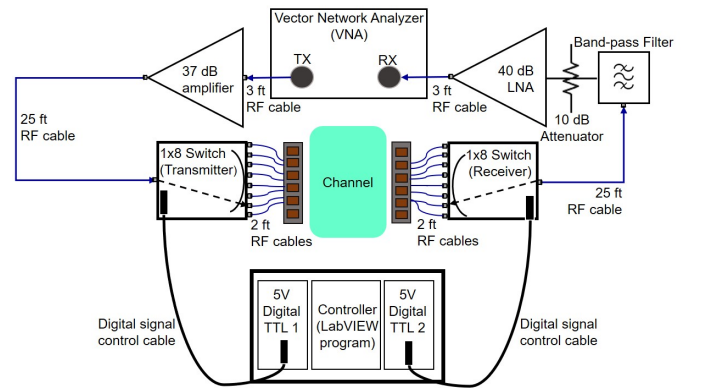 Vector Network Analyzer
(VNA)
TX
RX
37 dB
amplifier
3 ft
RF cable
3 ft
RF cable
40 dB
LNA
Band-pass Filter
10 dB
Attenuator
25 ft
RF cable
1x8 Switch
(Transmitter)
Channel
1x8 Switch
(Receiver)
25 ft
RF cable
2 ft
RF cables
2 ft
RF cables
5V
Digital
TTL 1
Controller
(LabVIEW
program)
5V
Digital
TTL 2
Digital signal
control cable
Digital signal
control cable